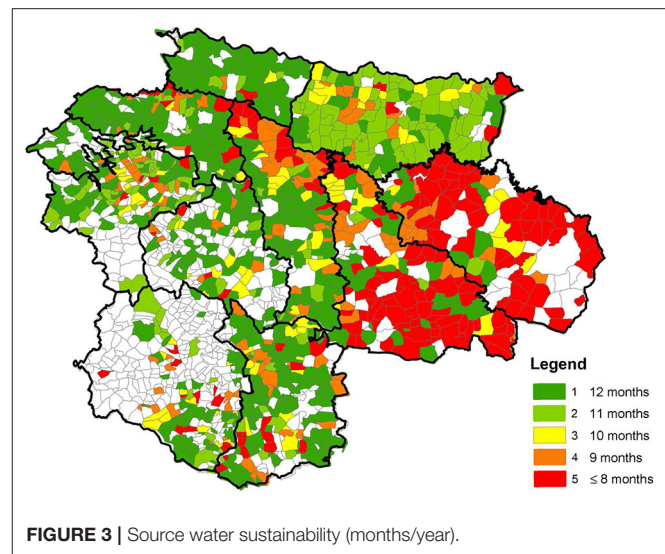 Legend
1 12 months
2 11 months
3 10 months
4 9 months
5 ≤ 8 months
FIGURE 3 | Source water sustainability (months/year).